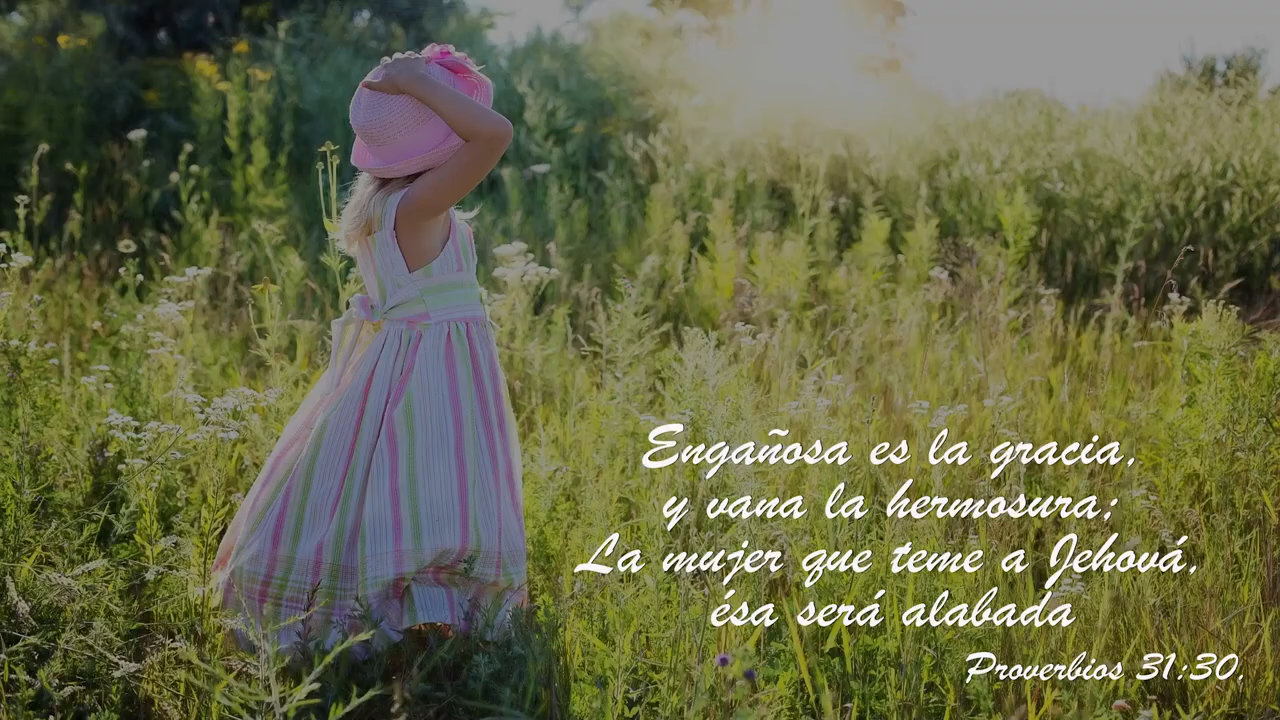 Engañosa es la gracia,
y vana la hermosura;
La mujer que teme a Jehová,
ésa será alabada
Proverbios 31:30.